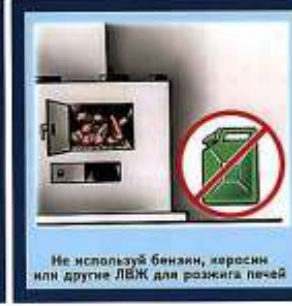 Не используй бензин, керосин
или другие ЛВЖ для розжига печей